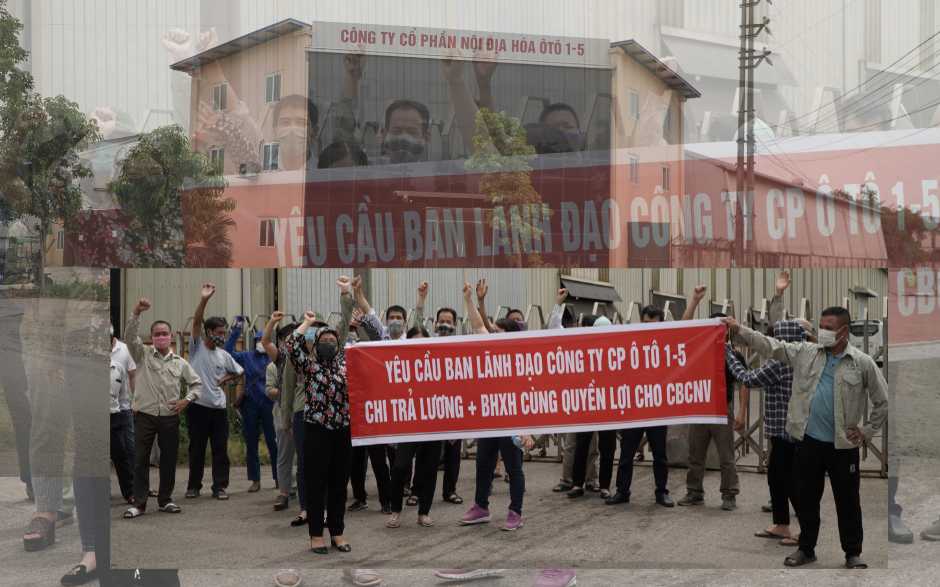 CÔNG TY CỔ PHẦN NỘI ĐỊA HÓA ÔTÔ 1-5
YÊU CẦU BAN LÃNH ĐẠO CÔNG TY CP Ô TÔ 1-5
CB
YÊU CẦU BAN LÃNH ĐẠO CÔNG TY CP Ô TÔ 1-5
CHI TRẢ LƯƠNG + BHXH CÙNG QUYỀN LỢI CHO CBCNV